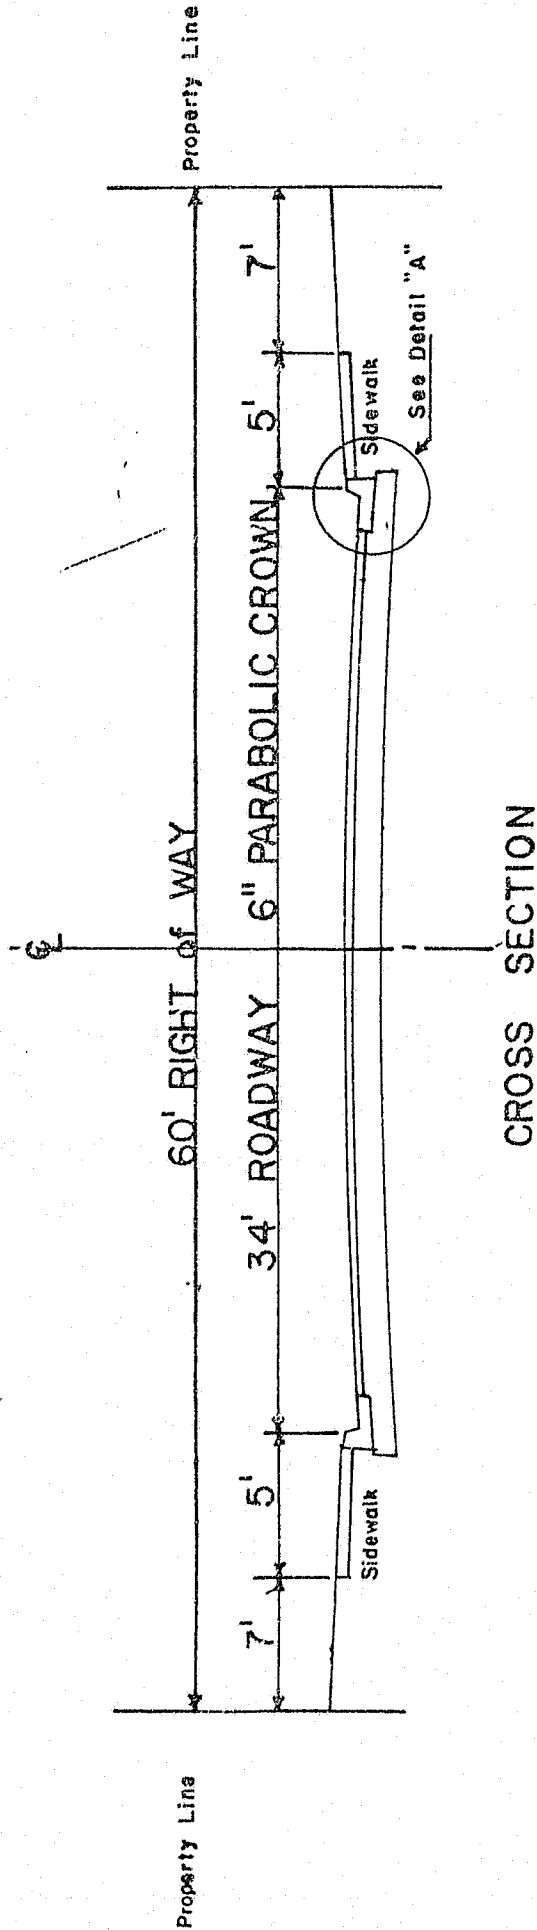 ℄
60' RIGHT of WAY
34' ROADWAY 6" PARABOLIC CROWN
Property Line
7'
5'
5'
7'
Property Line
Sidewalk
Sidewalk
See Detail "A"
CROSS SECTION